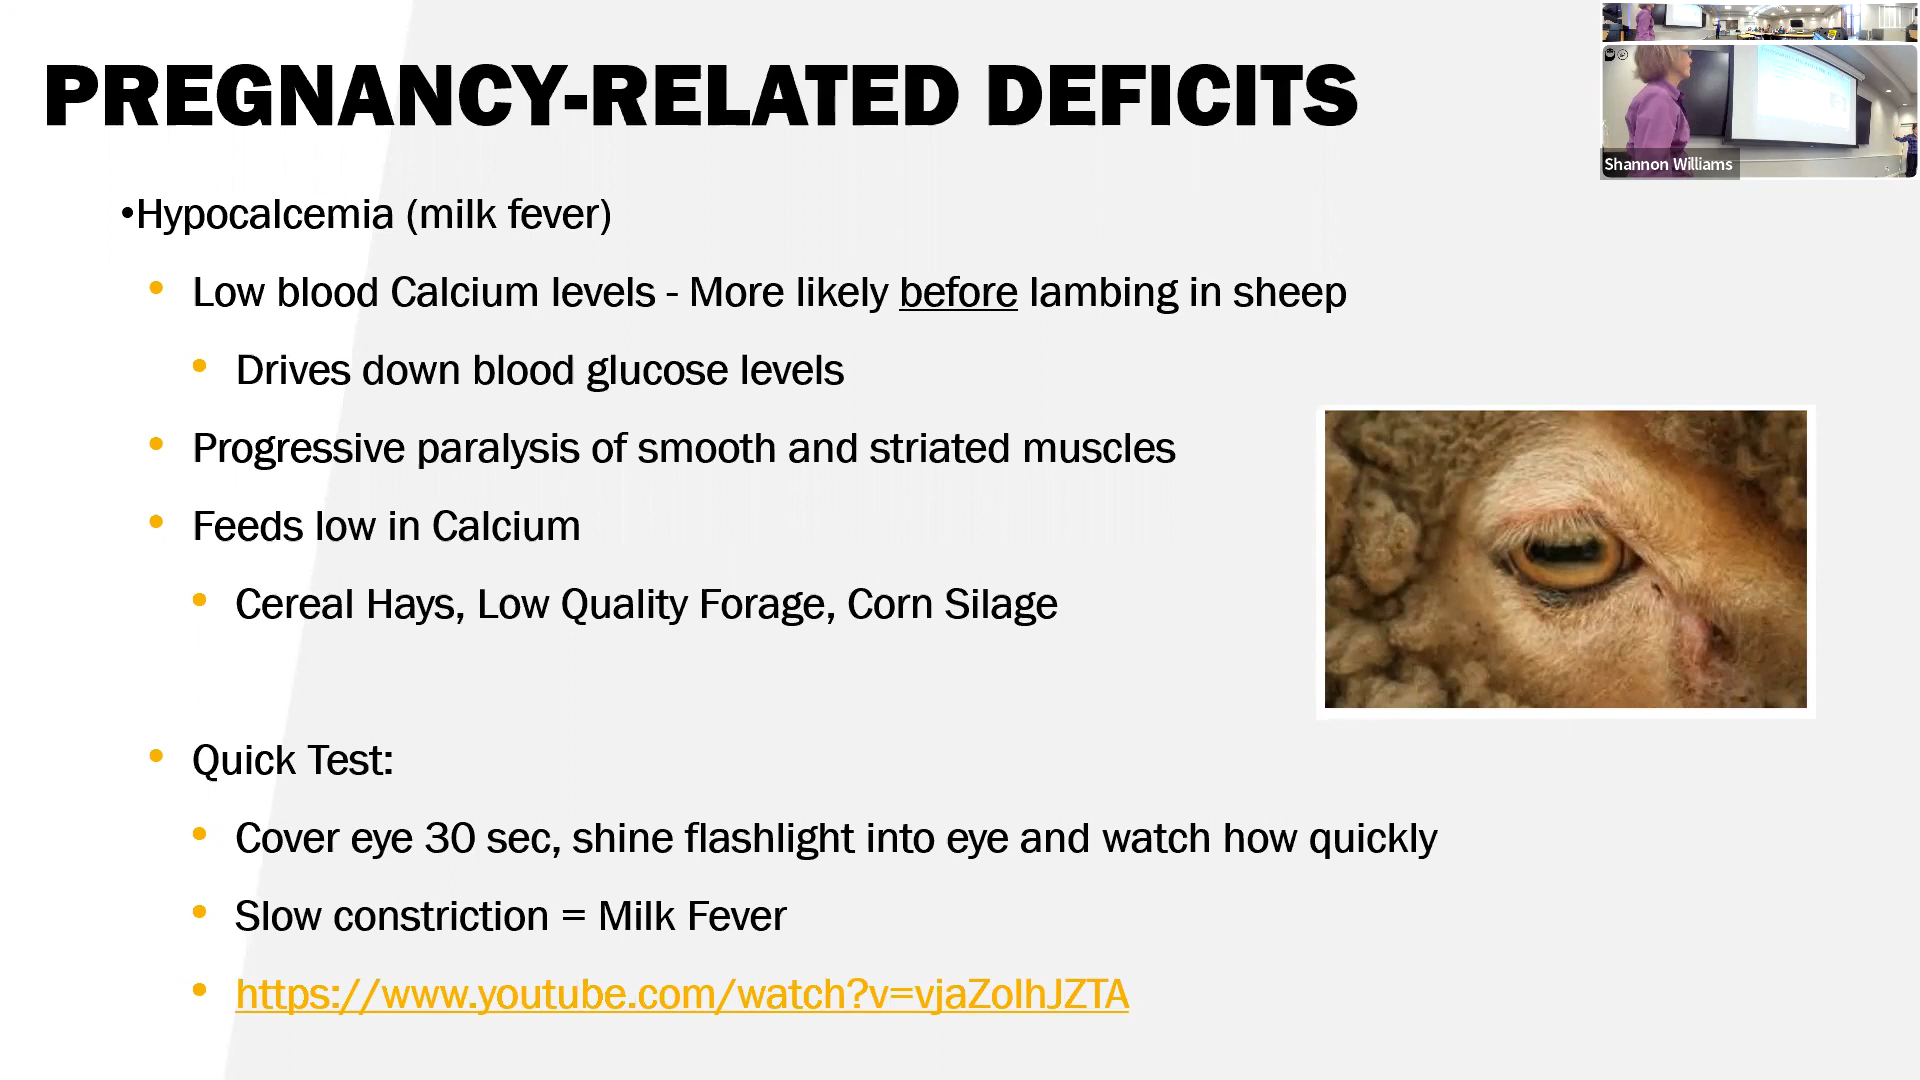 PREGNANCY-RELATED DEFICITS
Shannon Williams
•Hypocalcemia (milk fever)
• Low blood Calcium levels - More likely before lambing in sheep
• Drives down blood glucose levels
• Progressive paralysis of smooth and striated muscles
• Feeds low in Calcium
• Cereal Hays, Low Quality Forage, Corn Silage
• Quick Test:
• Cover eye 30 sec, shine flashlight into eye and watch how quickly
• Slow constriction = Milk Fever
• https://www.youtube.com/watch?v=vjaZolhJZTA